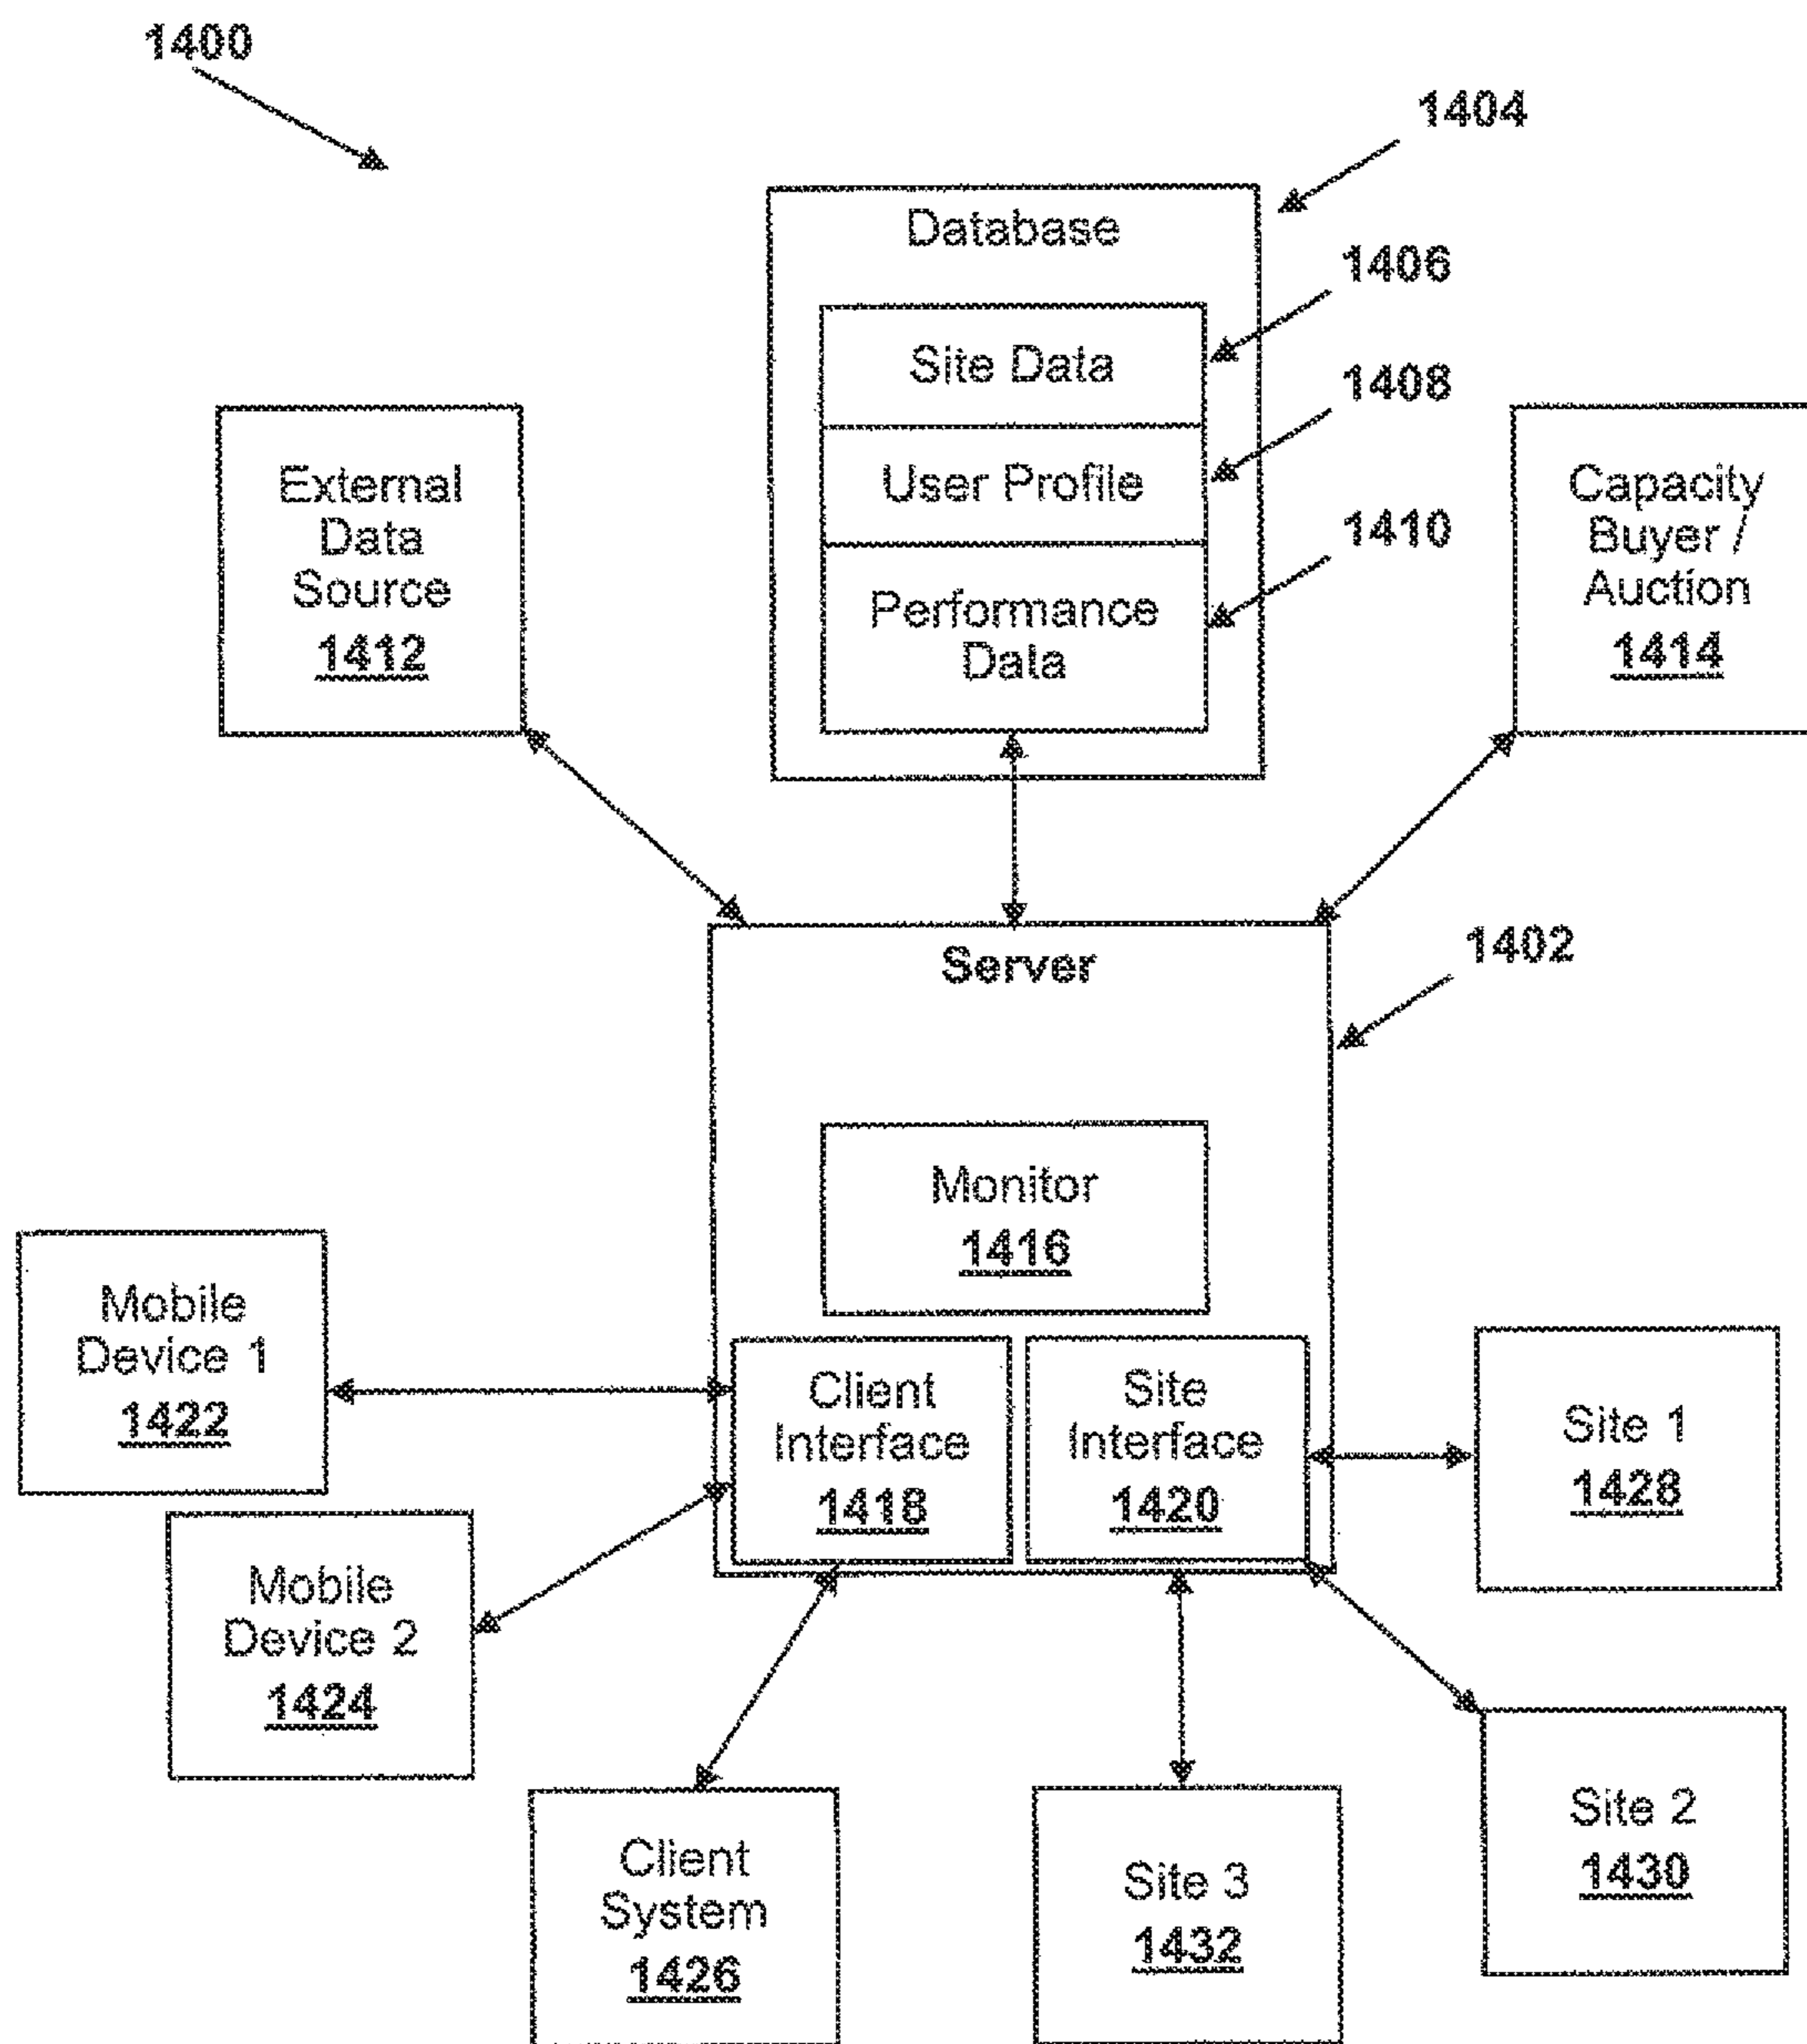 1400
1404
Database
1406
Site Data
1408
User Profile
1410
Performance
Data
External
Data
Source
1412
Capacity
Buyer /
Auction
1414
Server
1402
Monitor
1416
Mobile
Device 1
1422
Client
Interface
1418
Site
Interface
1420
Site 1
1428
Mobile
Device 2
1424
Client
System
1426
Site 3
1432
Site 2
1430